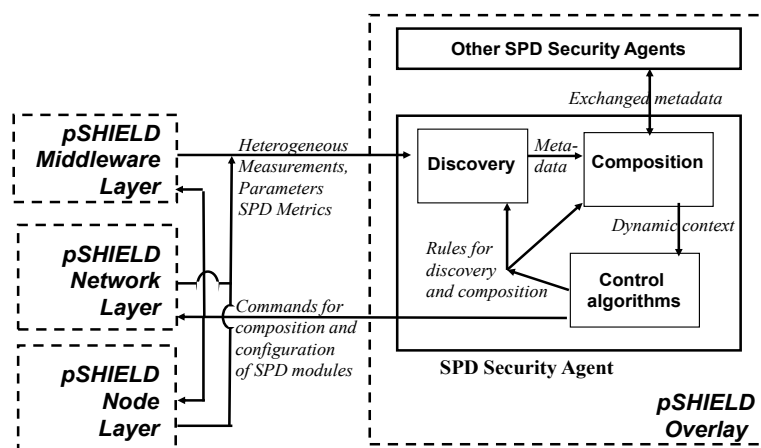 Other SPD Security Agents
Exchanged metadata
pSHIELD
Middleware
Layer
Heterogeneous
Measurements,
Parameters
SPD Metrics
Discovery
Meta-
data
Composition
Dynamic context
pSHIELD
Network
Layer
Rules for
discovery
and composition
Control
algorithms
Commands for
composition and
configuration
of SPD modules
pSHIELD
Node
Layer
SPD Security Agent
pSHIELD
Overlay